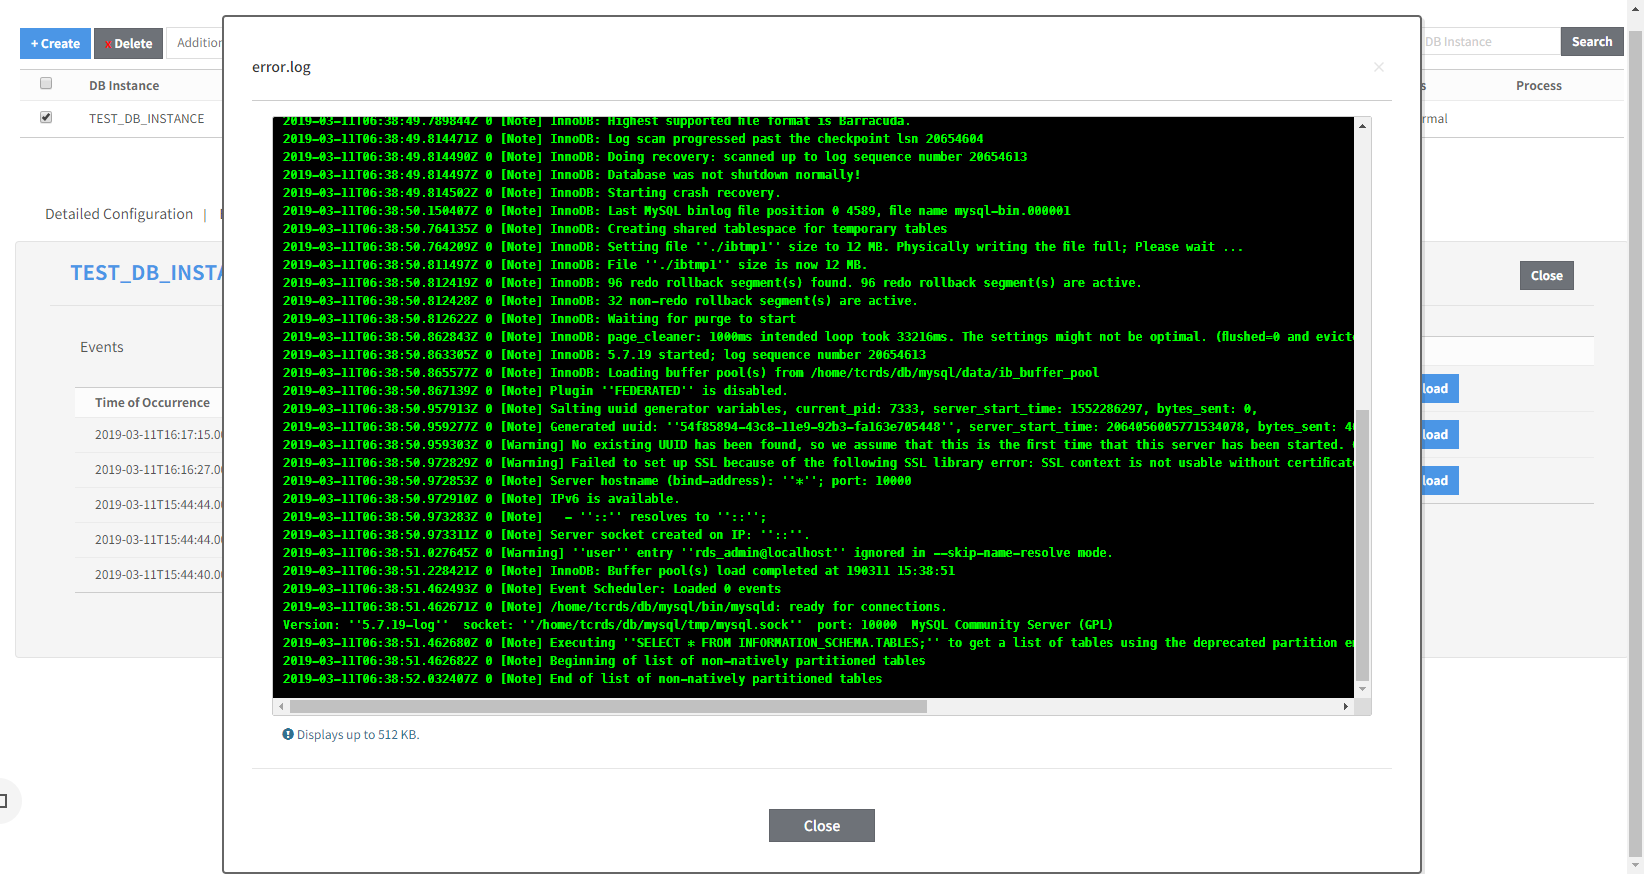 + Create
x Delete
Addition
DB Instance
Search
DB Instance
Process
TEST_DB_INSTANCE
rmal
Detailed Configuration |
TEST_DB_INSTA
Close
Events
Time of Occurrence
2019-03-11T16:17:15.0
2019-03-11T16:16:27.0
2019-03-11T15:44:44.0
2019-03-11T15:44:44.0
2019-03-11T15:44:40.0
load
load
load
error.log
×
2019-03-11T06:38:49.789844Z 0 [Note] InnoDB: Highest supported file format is Barracuda.
2019-03-11T06:38:49.814471Z 0 [Note] InnoDB: Log scan progressed past the checkpoint lsn 20654604
2019-03-11T06:38:49.814490Z 0 [Note] InnoDB: Doing recovery: scanned up to log sequence number 20654613
2019-03-11T06:38:49.814497Z 0 [Note] InnoDB: Database was not shutdown normally!
2019-03-11T06:38:49.814502Z 0 [Note] InnoDB: Starting crash recovery.
2019-03-11T06:38:50.150407Z 0 [Note] InnoDB: Last MySQL binlog file position 0 4589, file name mysql-bin.000001
2019-03-11T06:38:50.764135Z 0 [Note] InnoDB: Creating shared tablespace for temporary tables
2019-03-11T06:38:50.764209Z 0 [Note] InnoDB: Setting file ''./ibtmp1'' size to 12 MB. Physically writing the file full; Please wait ...
2019-03-11T06:38:50.811497Z 0 [Note] InnoDB: File ''./ibtmp1'' size is now 12 MB.
2019-03-11T06:38:50.812419Z 0 [Note] InnoDB: 96 redo rollback segment(s) found. 96 redo rollback segment(s) are active.
2019-03-11T06:38:50.812428Z 0 [Note] InnoDB: 32 non-redo rollback segment(s) are active.
2019-03-11T06:38:50.812622Z 0 [Note] InnoDB: Waiting for purge to start
2019-03-11T06:38:50.862843Z 0 [Note] InnoDB: page_cleaner: 1000ms intended loop took 33216ms. The settings might not be optimal. (flushed=0 and evict
2019-03-11T06:38:50.863305Z 0 [Note] InnoDB: 5.7.19 started; log sequence number 20654613
2019-03-11T06:38:50.865577Z 0 [Note] InnoDB: Loading buffer pool(s) from /home/tcrds/db/mysql/data/ib_buffer_pool
2019-03-11T06:38:50.867139Z 0 [Note] Plugin ''FEDERATED'' is disabled.
2019-03-11T06:38:50.957913Z 0 [Note] Salting uuid generator variables, current_pid: 7333, server_start_time: 1552286297, bytes_sent: 0,
2019-03-11T06:38:50.959277Z 0 [Note] Generated uuid: ''54f85894-43c8-11e9-92b3-fa163e705448'', server_start_time: 2064056005771534078, bytes_sent: 4
2019-03-11T06:38:50.959303Z 0 [Warning] No existing UUID has been found, so we assume that this is the first time that this server has been started.
2019-03-11T06:38:50.972829Z 0 [Warning] Failed to set up SSL because of the following SSL library error: SSL context is not usable without certificat
2019-03-11T06:38:50.972853Z 0 [Note] Server hostname (bind-address): ''*''; port: 10000
2019-03-11T06:38:50.972910Z 0 [Note] IPv6 is available.
2019-03-11T06:38:50.973283Z 0 [Note]   - ''::'' resolves to ''::'';
2019-03-11T06:38:50.973311Z 0 [Note] Server socket created on IP: ''::''.
2019-03-11T06:38:51.027645Z 0 [Warning] ''user'' entry ''rds_admin@localhost'' ignored in --skip-name-resolve mode.
2019-03-11T06:38:51.228421Z 0 [Note] InnoDB: Buffer pool(s) load completed at 190311 15:38:51
2019-03-11T06:38:51.462493Z 0 [Note] Event Scheduler: Loaded 0 events
2019-03-11T06:38:51.462671Z 0 [Note] /home/tcrds/db/mysql/bin/mysqld: ready for connections.
Version: ''5.7.19-log''  socket: ''/home/tcrds/db/mysql/tmp/mysql.sock''  port: 10000  MySQL Community Server (GPL)
2019-03-11T06:38:51.462680Z 0 [Note] Executing ''SELECT * FROM INFORMATION_SCHEMA.TABLES;'' to get a list of tables using the deprecated partition e
2019-03-11T06:38:51.462682Z 0 [Note] Beginning of list of non-natively partitioned tables
2019-03-11T06:38:52.032407Z 0 [Note] End of list of non-natively partitioned tables
Displays up to 512 KB.
Close